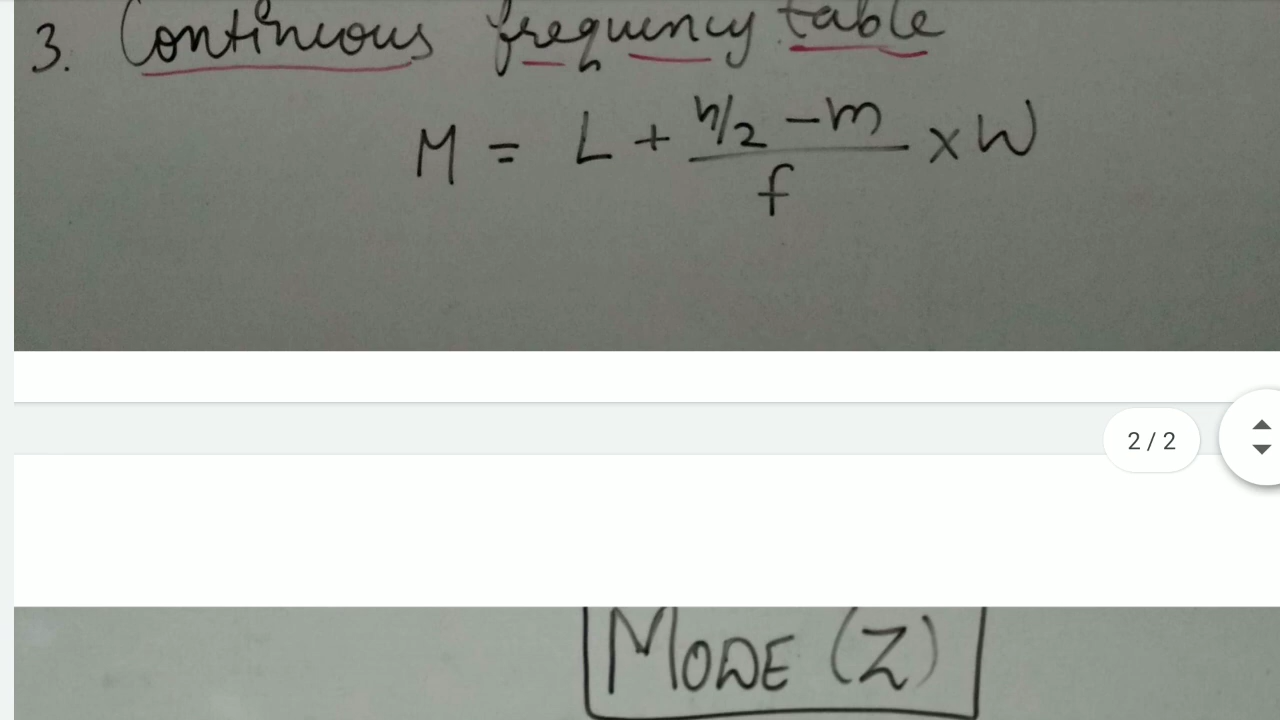 3. Continuous frequency table
M = L + n/2 - m / f × W
2 / 2
MODE (Z)